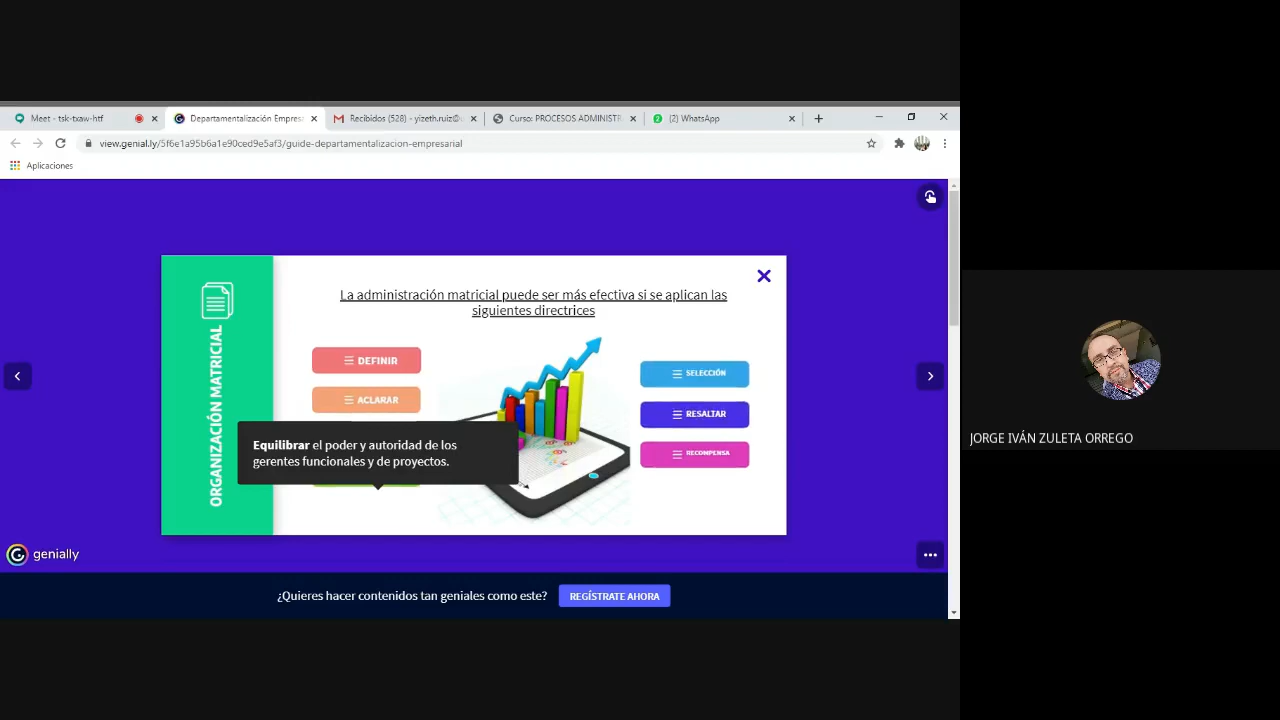 Meet - tsk-txaw-htf
Departamentalización Empresa
Recibidos (528) - yizeth.ruiz@u
Curso: PROCESOS ADMINISTR
(2) WhatsApp
view.genial.ly/5f6e1a95b6a1e90ced9e5af3/guide-departamentalizacion-empresarial
Aplicaciones
ORGANIZACIÓN MATRICIAL
La administración matricial puede ser más efectiva si se aplican las
siguientes directrices
DEFINIR
ACLARAR
Equilibrar el poder y autoridad de los
gerentes funcionales y de proyectos.
SELECCIÓN
RESALTAR
RECOMPENSA
JORGE IVÁN ZULETA ORREGO
genially
¿Quieres hacer contenidos tan geniales como este?
REGÍSTRATE AHORA